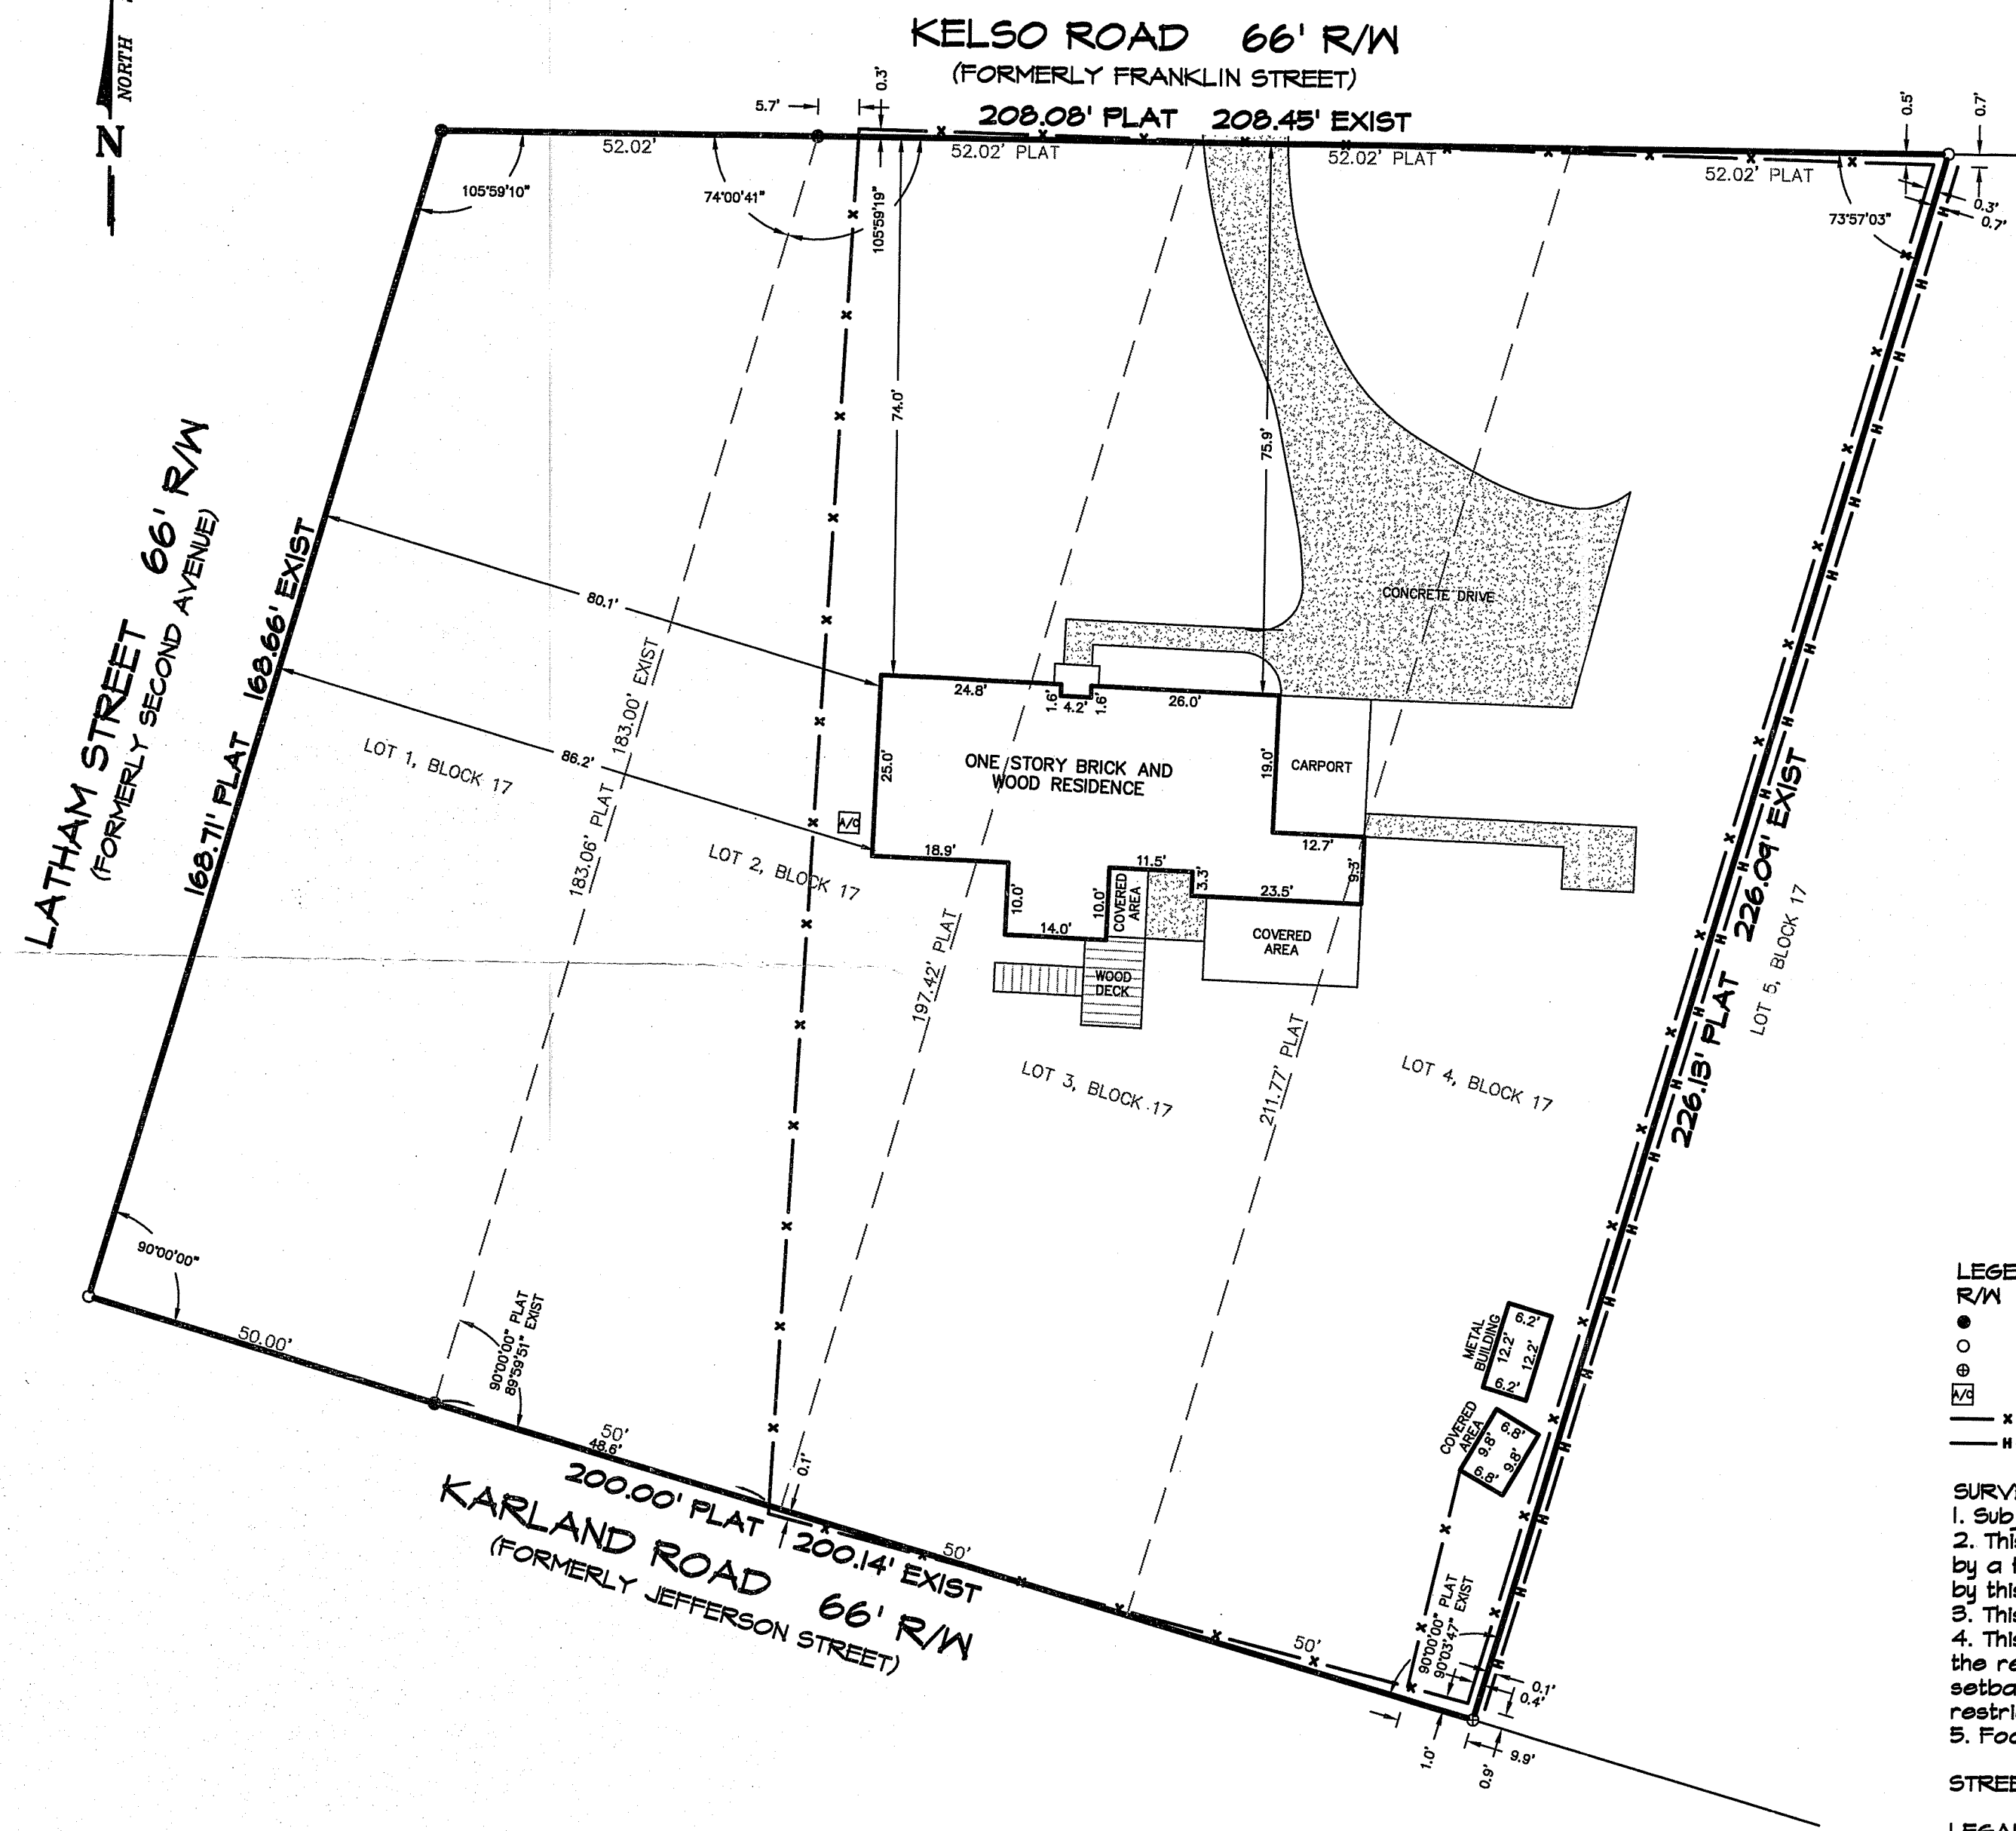 KELSO ROAD 66' R/W
(FORMERLY FRANKLIN STREET)
208.08' PLAT 208.45' EXIST
NORTH
N
5.7'
0.3'
0.5'
0.7'
52.02'
52.02' PLAT
52.02' PLAT
52.02' PLAT
105°59'10"
74°00'41"
105°59'19"
73°57'03"
0.3'
0.7'
74.0'
75.9'
LATHAM STREET 66' R/W
(FORMERLY SECOND AVENUE)
168.71' PLAT 168.66' EXIST
80.1'
86.2'
183.06' PLAT 183.00' EXIST
LOT 1, BLOCK 17
LOT 2, BLOCK 17
CONCRETE DRIVE
24.8'
1.6'
4.2'
1.6'
26.0'
25.0'
ONE STORY BRICK AND
WOOD RESIDENCE
19.0'
CARPORT
A/C
18.9'
10.0'
14.0'
10.0'
11.5'
3.3'
23.5'
12.7'
9.3'
COVERED
AREA
COVERED
AREA
WOOD
DECK
197.42' PLAT
211.77' PLAT
LOT 3, BLOCK 17
LOT 4, BLOCK 17
226.13' PLAT 226.09' EXIST
LOT 5, BLOCK 17
90°00'00"
50.00'
90°00'00" PLAT
89°59'51" EXIST
50'
48.6'
0.1'
200.00' PLAT 200.14' EXIST
KARLAND ROAD 66' R/W
(FORMERLY JEFFERSON STREET)
50'
50'
METAL
BUILDING
6.2'
12.2'
12.2'
6.2'
COVERED
AREA
6.8'
9.8'
9.8'
6.8'
90°00'00" PLAT
90°03'47" EXIST
0.1'
0.4'
1.0'
0.9'
9.9'
LEGE
R/W
A/C
X
H
SURV
1. Sub
2. This
by a
by this
3. This
4. This
the re
setba
restri
5. Foo
STREE
LEGA